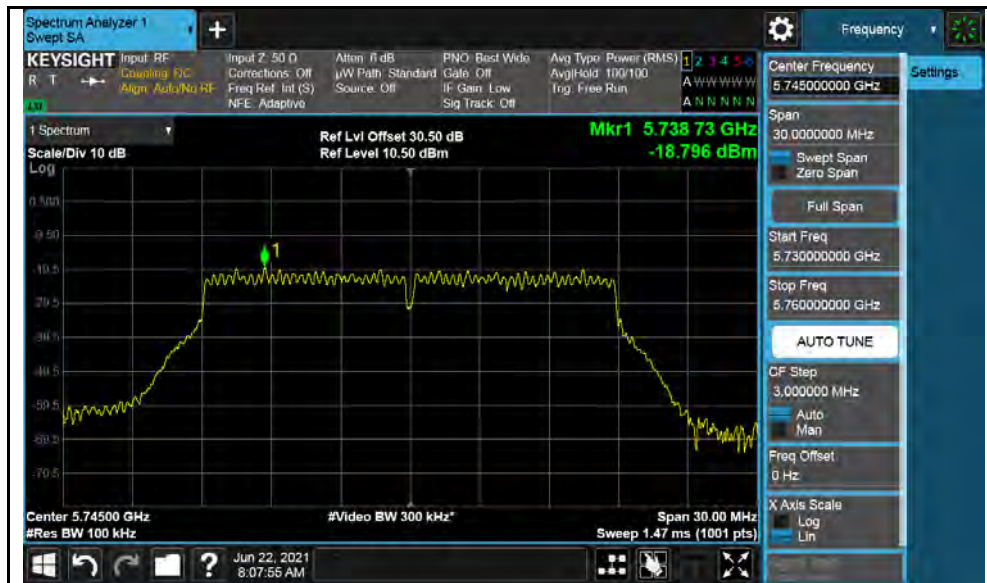 Spectrum Analyzer 1
Swept SA
+
Frequency
KEYSIGHT
R T
LXI
Input: RF
Coupling: DC
Align: Auto/No RF
Input Z: 50 Ω
Corrections: Off
Freq Ref: Int (S)
NFE: Adaptive
Atten: 6 dB
µW Path: Standard
Source: Off
PNO: Best Wide
Gate: Off
IF Gain: Low
Sig Track: Off
Avg Type: Power (RMS)
Avg|Hold: 100/100
Trig: Free Run
1 2 3 4 5 6
A W W W W W
A N N N N N
1 Spectrum
Scale/Div 10 dB
Log
Ref Lvl Offset 30.50 dB
Ref Level 10.50 dBm
Mkr1 5.738 73 GHz
-18.796 dBm
0.500
-9.50
-19.5
-29.5
-39.5
-49.5
-59.5
-69.5
-79.5
1
Center 5.74500 GHz
#Res BW 100 kHz
#Video BW 300 kHz*
Span 30.00 MHz
Sweep 1.47 ms (1001 pts)
?
Jun 22, 2021
8:07:55 AM
Center Frequency
5.745000000 GHz
Settings
Span
30.0000000 MHz
Swept Span
Zero Span
Full Span
Start Freq
5.730000000 GHz
Stop Freq
5.760000000 GHz
AUTO TUNE
CF Step
3.000000 MHz
Auto
Man
Freq Offset
0 Hz
X Axis Scale
Log
Lin